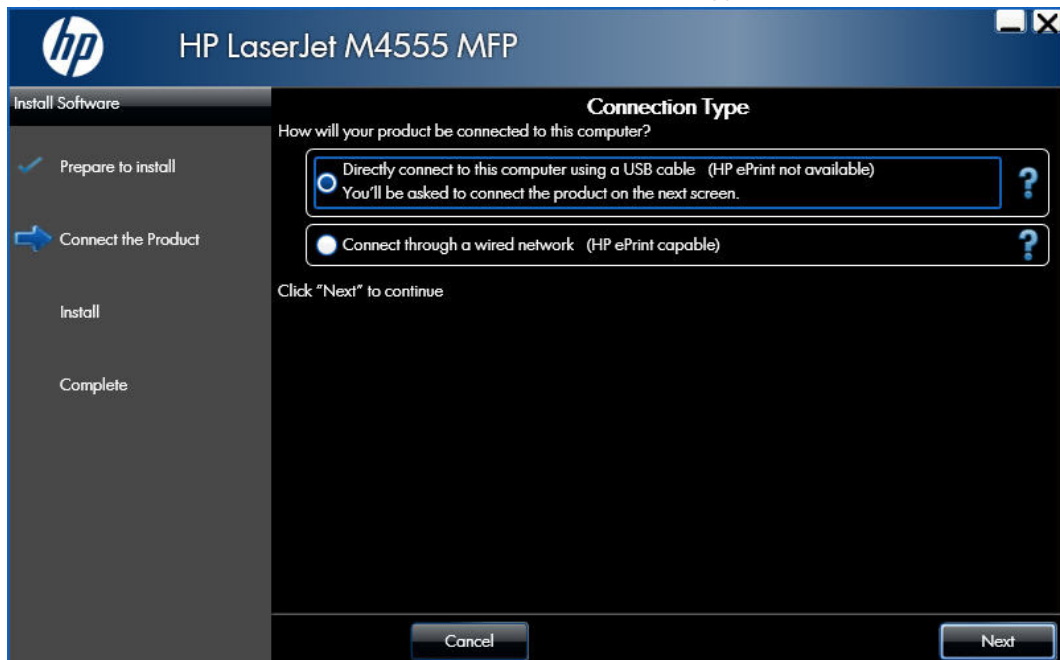 hp
HP LaserJet M4555 MFP
Install Software
Prepare to install
Connect the Product
Install
Complete
Connection Type
How will your product be connected to this computer?
Directly connect to this computer using a USB cable (HP ePrint not available)
You'll be asked to connect the product on the next screen.
?
Connect through a wired network (HP ePrint capable)
?
Click "Next" to continue
Cancel
Next